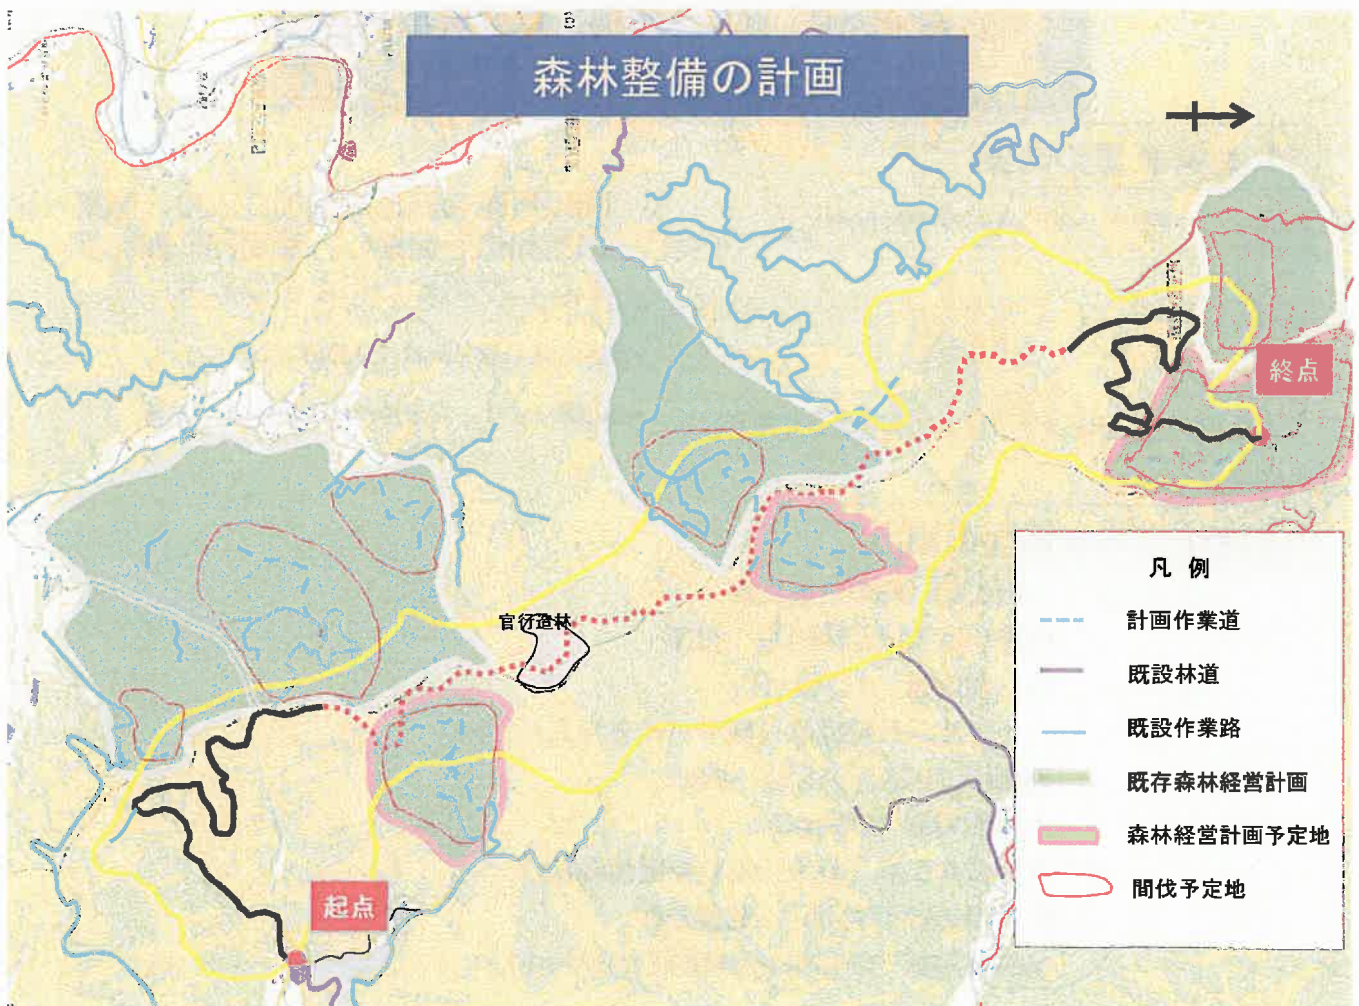 森林整備の計画
終点
官行造林
起点
凡 例
計画作業道
既設林道
既設作業路
既存森林経営計画
森林経営計画予定地
間伐予定地